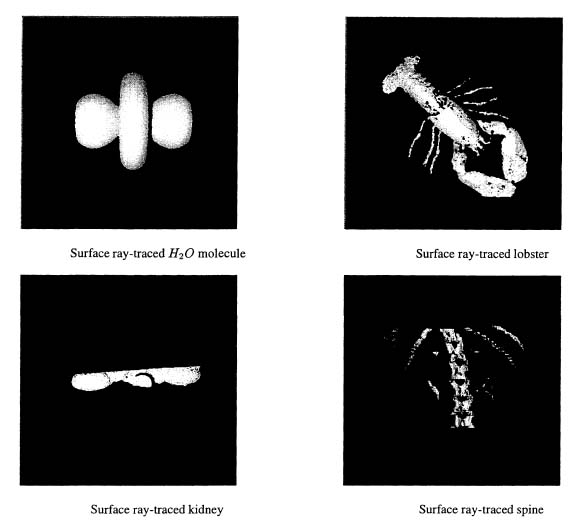 Surface ray-traced H₂O molecule
Surface ray-traced lobster
Surface ray-traced kidney
Surface ray-traced spine